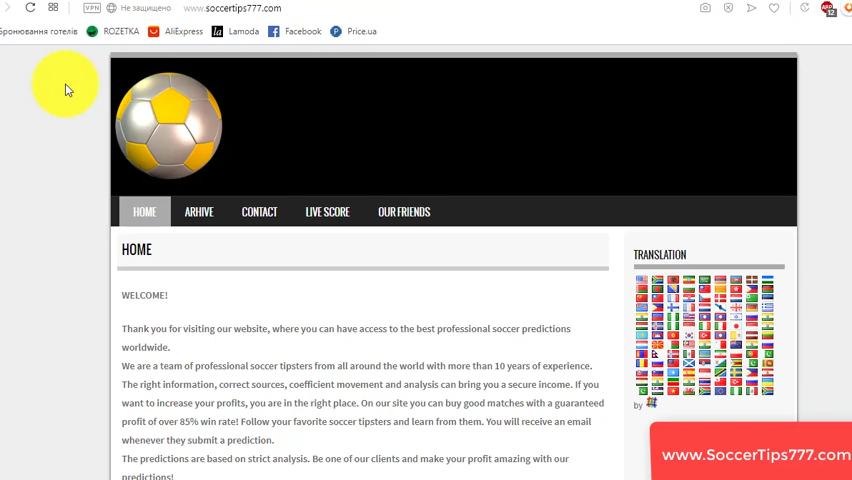 VPN Не защищено www.soccertips777.com
12
Бронювання готелів ROZETKA AliExpress la Lamoda Facebook Price.ua
HOME ARHIVE CONTACT LIVE SCORE OUR FRIENDS
HOME
TRANSLATION
WELCOME!
Thank you for visiting our website, where you can have access to the best professional soccer predictions
worldwide.
We are a team of professional soccer tipsters from all around the world with more than 10 years of experience.
The right information, correct sources, coefficient movement and analysis can bring you a secure income. If you
want to increase your profits, you are in the right place. On our site you can buy good matches with a guaranteed
profit of over 85% win rate! Follow your favorite soccer tipsters and learn from them. You will receive an email
whenever they submit a prediction.
The predictions are based on strict analysis. Be one of our clients and make your profit amazing with our
predictions!
by
www.SoccerTips777.com